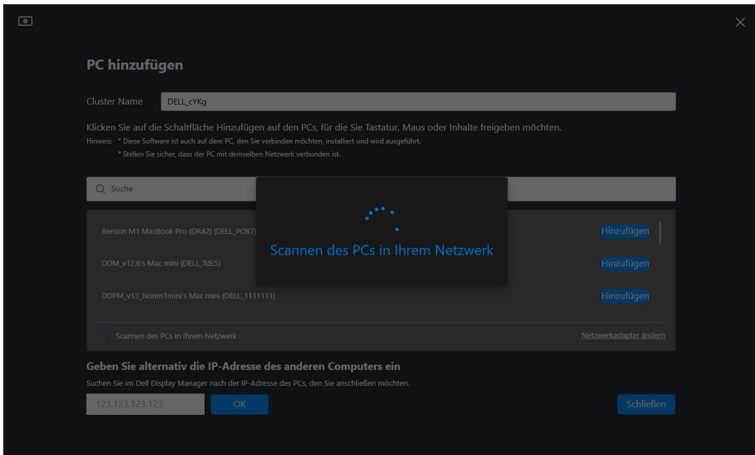 PC hinzufügen
Cluster Name DELL_cYKg
Klicken Sie auf die Schaltfläche Hinzufügen auf den PCs, für die Sie Tastatur, Maus oder Inhalte freigeben möchten.
Hinweis: * Diese Software ist auch auf dem PC, den Sie verbinden möchten, installiert und wird ausgeführt.
* Stellen Sie sicher, dass der PC mit demselben Netzwerk verbunden ist.
Suche
Benson M1 MacBook Pro (DR42) (DELL_POX7) Hinzufügen
Scannen des PCs in Ihrem Netzwerk
DDM_v12.6's Mac mini (DELL_TdE5) Hinzufügen
DDPM_v13_Nonm1mini's Mac mini (DELL_1111111) Hinzufügen
Scannen des PCs in Ihrem Netzwerk Netzwerkadapter ändern
Geben Sie alternativ die IP-Adresse des anderen Computers ein
Suchen Sie im Dell Display Manager nach der IP-Adresse des PCs, den Sie anschließen möchten.
123.123.123.123 OK Schließen